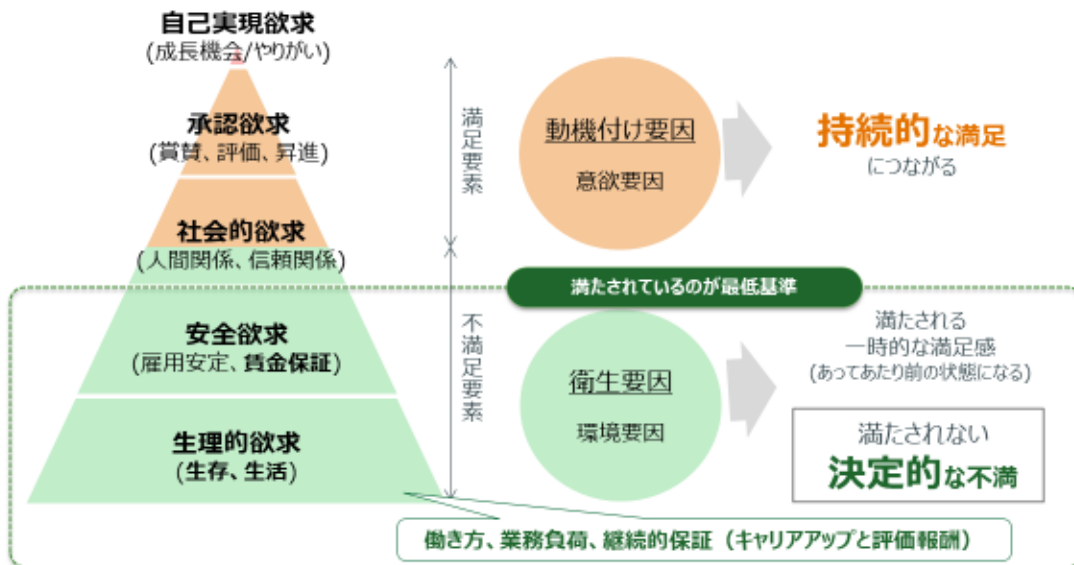 自己実現欲求
(成長機会/やりがい)
承認欲求
(賞賛、評価、昇進)
社会的欲求
(人間関係、信頼関係)
安全欲求
(雇用安定、賃金保証)
生理的欲求
(生存、生活)
満足要素
不満足要素
動機付け要因
意欲要因
持続的な満足
につながる
満たされているのが最低基準
衛生要因
環境要因
満たされる
一時的な満足感
(あってあたり前の状態になる)
満たされない
決定的な不満
働き方、業務負荷、継続的保証（キャリアアップと評価報酬）